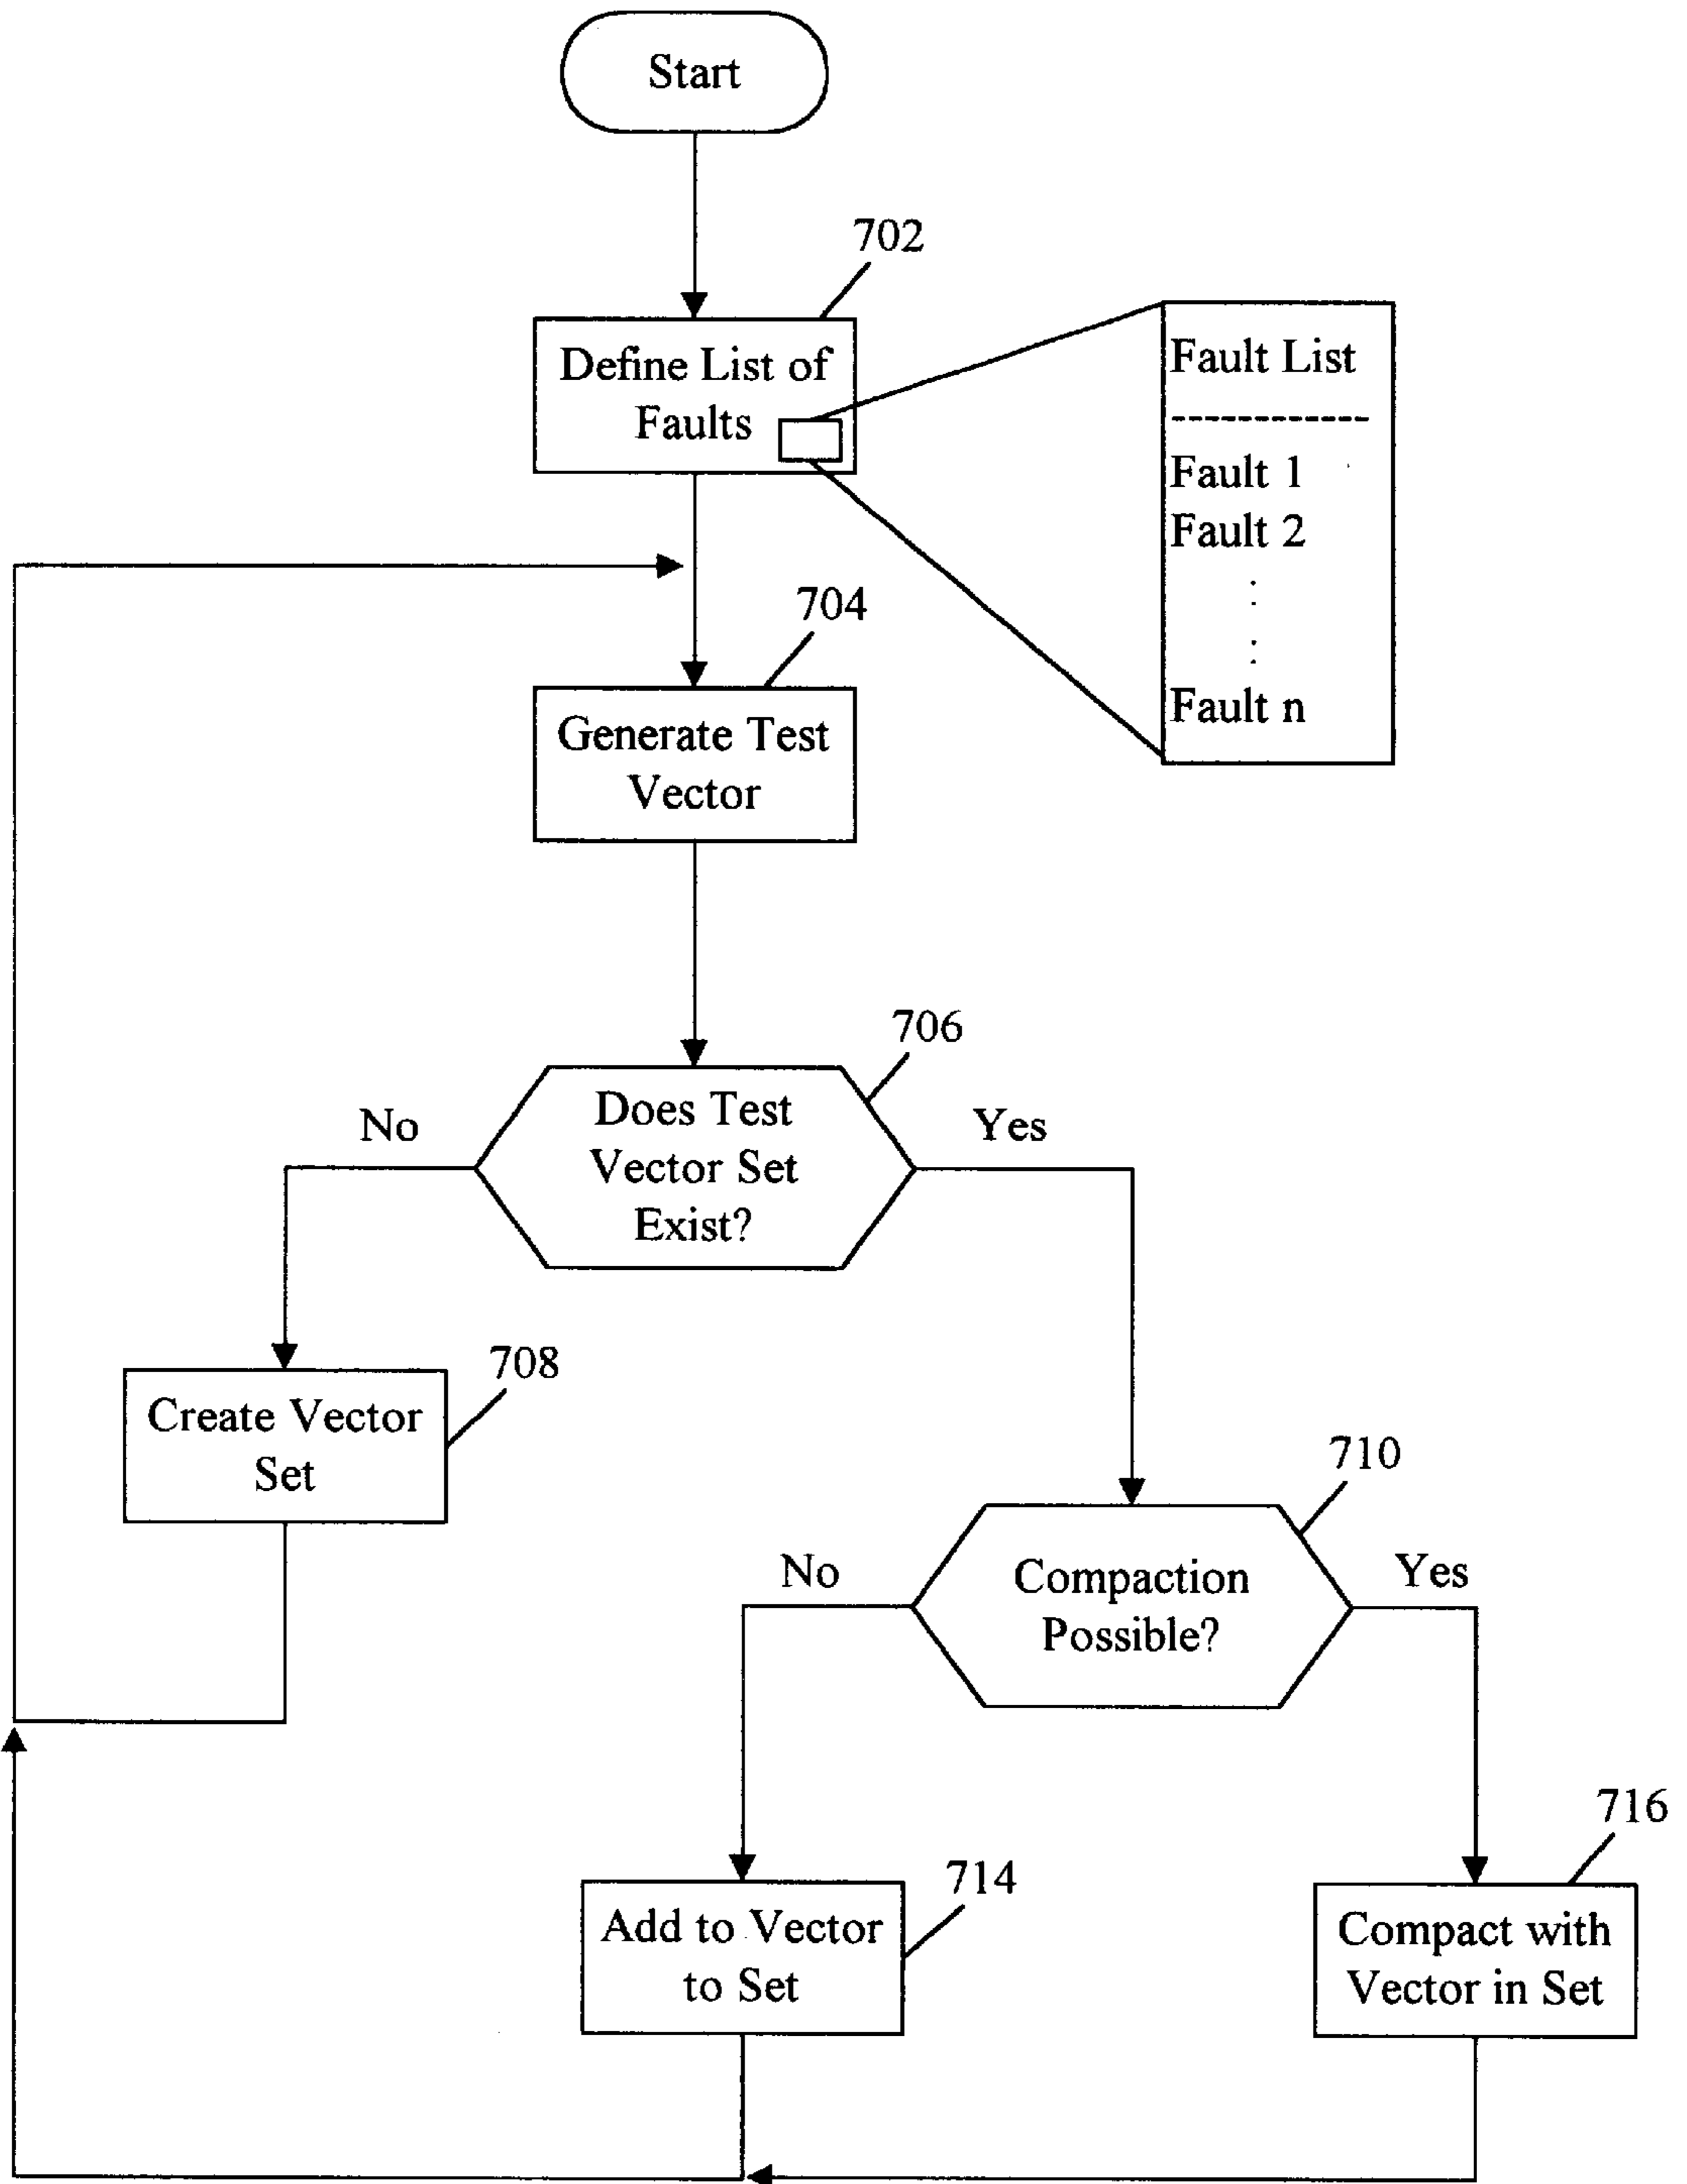 Start
702
Define List of
Faults
Fault List
------------
Fault 1
Fault 2
Fault n
704
Generate Test
Vector
706
No
Does Test
Vector Set
Exist?
Yes
708
Create Vector
Set
710
No
Compaction
Possible?
Yes
714
Add to Vector
to Set
716
Compact with
Vector in Set